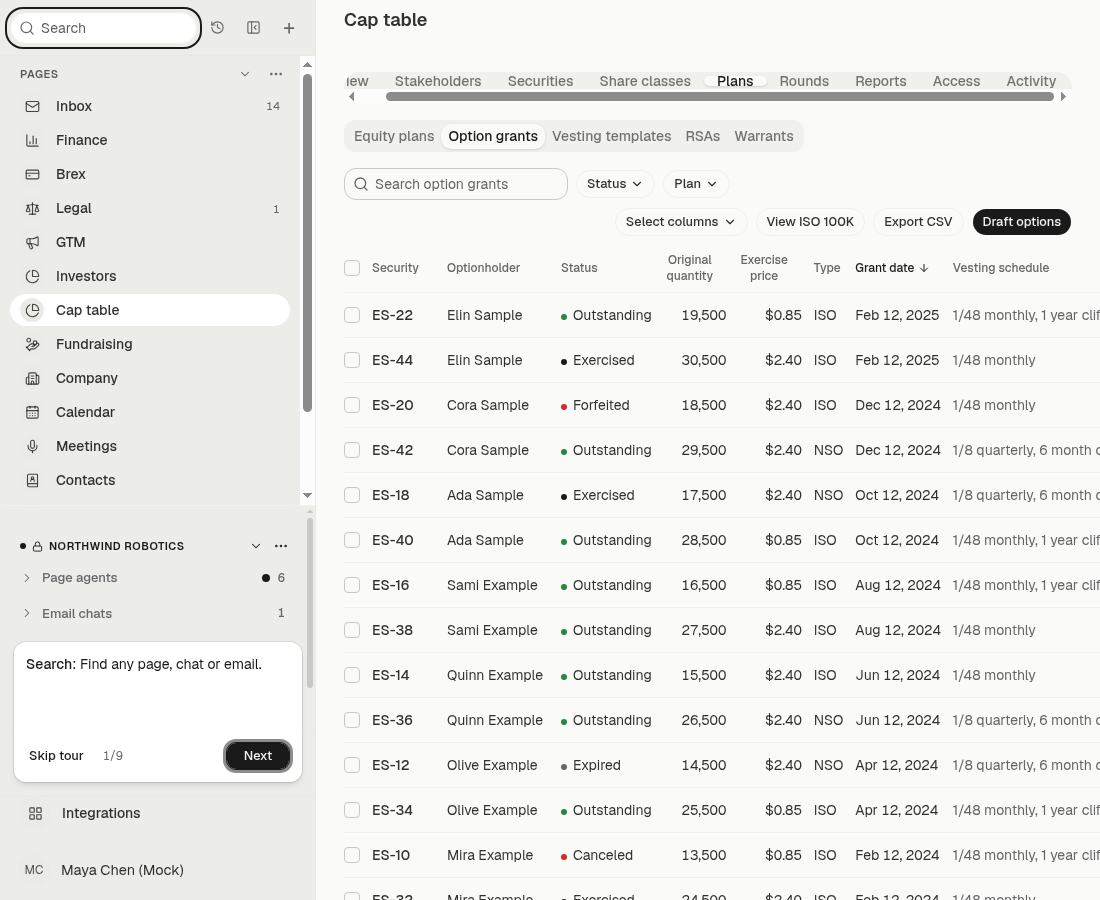 Search
PAGES
Inbox 14
Finance
Brex
Legal 1
GTM
Investors
Cap table
Fundraising
Company
Calendar
Meetings
Contacts
NORTHWIND ROBOTICS
Page agents 6
Email chats 1
Search: Find any page, chat or email.
Skip tour 1/9 Next
Integrations
MC Maya Chen (Mock)
Cap table
Stakeholders Securities Share classes Plans Rounds Reports Access Activity
Equity plans Option grants Vesting templates RSAs Warrants
Search option grants Status Plan
Select columns View ISO 100K Export CSV Draft options
Security Optionholder Status Original quantity Exercise price Type Grant date Vesting schedule
ES-22 Elin Sample Outstanding 19,500 $0.85 ISO Feb 12, 2025 1/48 monthly, 1 year clif
ES-44 Elin Sample Exercised 30,500 $2.40 ISO Feb 12, 2025 1/48 monthly
ES-20 Cora Sample Forfeited 18,500 $2.40 ISO Dec 12, 2024 1/48 monthly
ES-42 Cora Sample Outstanding 29,500 $2.40 NSO Dec 12, 2024 1/8 quarterly, 6 month c
ES-18 Ada Sample Exercised 17,500 $2.40 NSO Oct 12, 2024 1/8 quarterly, 6 month c
ES-40 Ada Sample Outstanding 28,500 $0.85 ISO Oct 12, 2024 1/48 monthly, 1 year clif
ES-16 Sami Example Outstanding 16,500 $0.85 ISO Aug 12, 2024 1/48 monthly, 1 year clif
ES-38 Sami Example Outstanding 27,500 $2.40 ISO Aug 12, 2024 1/48 monthly
ES-14 Quinn Example Outstanding 15,500 $2.40 ISO Jun 12, 2024 1/48 monthly
ES-36 Quinn Example Outstanding 26,500 $2.40 NSO Jun 12, 2024 1/8 quarterly, 6 month c
ES-12 Olive Example Expired 14,500 $2.40 NSO Apr 12, 2024 1/8 quarterly, 6 month c
ES-34 Olive Example Outstanding 25,500 $0.85 ISO Apr 12, 2024 1/48 monthly, 1 year clif
ES-10 Mira Example Canceled 13,500 $0.85 ISO Feb 12, 2024 1/48 monthly, 1 year clif
ES-32 Mira Example Exercised 24,500 $2.40 ISO Feb 12, 2024 1/48 monthly